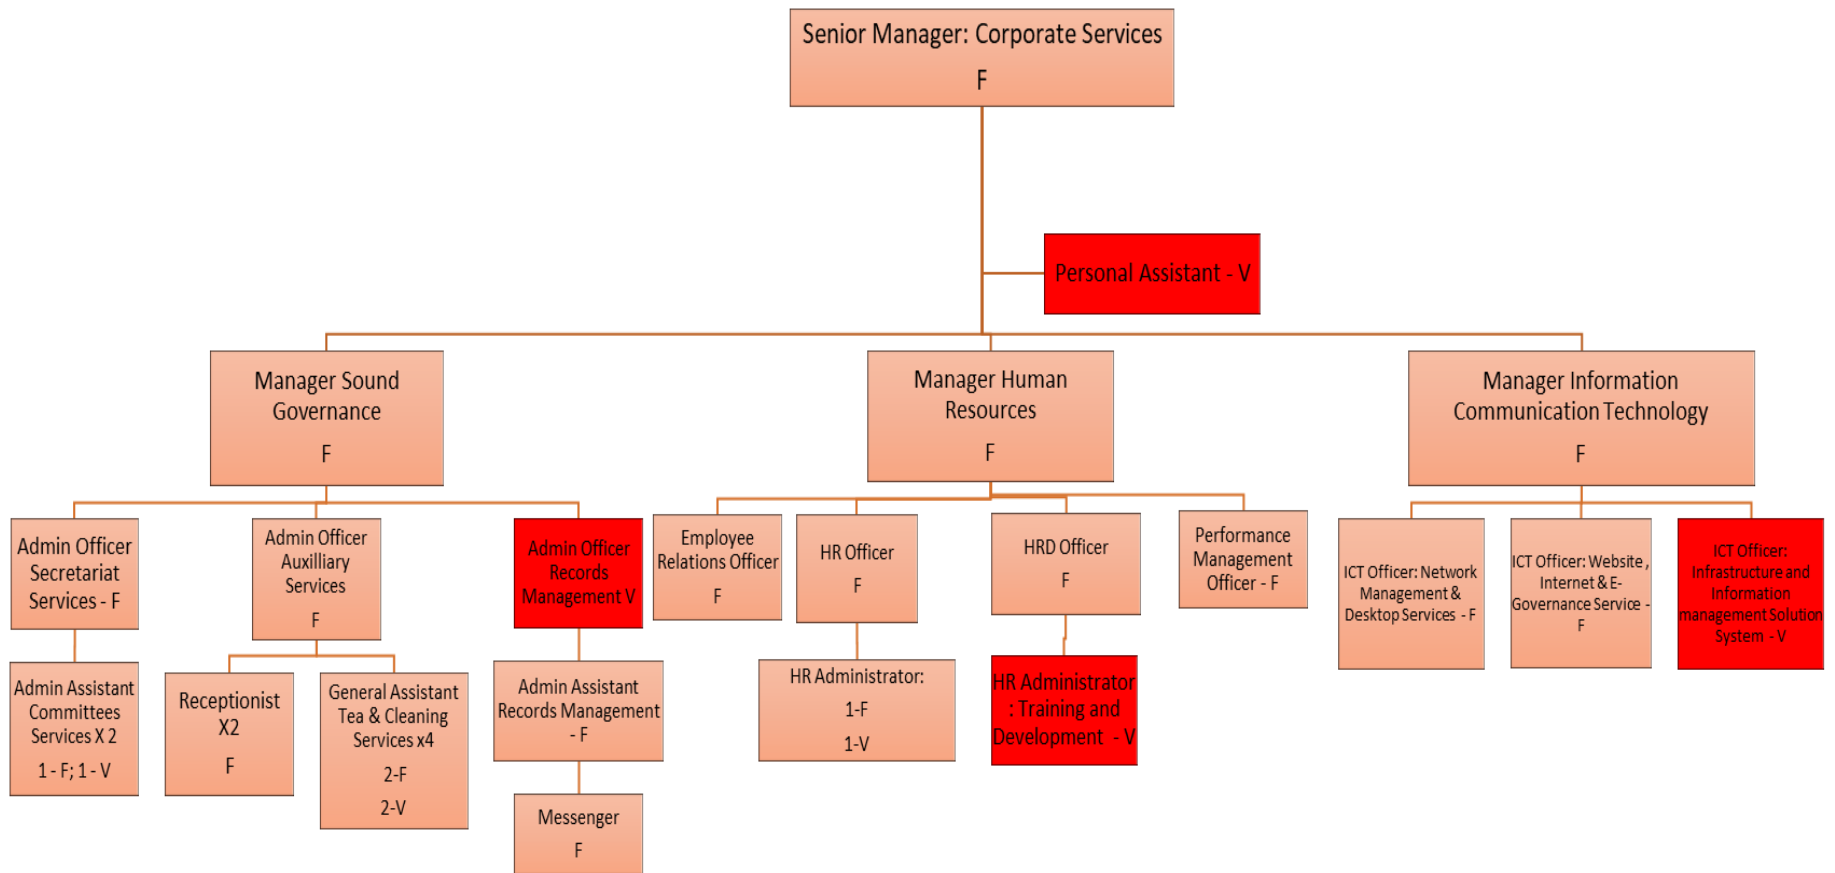 Senior Manager: Corporate Services
F
Personal Assistant - V
Manager Sound
Governance
F
Manager Human
Resources
F
Manager Information
Communication Technology
F
Admin Officer
Secretariat
Services - F
Admin Officer
Auxilliary
Services
F
Admin Officer
Records
Management V
Employee
Relations Officer
F
HR Officer
F
HRD Officer
F
Performance
Management
Officer - F
ICT Officer: Network
Management &
Desktop Services - F
ICT Officer: Website ,
Internet & E-
Governance Service -
F
ICT Officer:
Infrastructure and
Information
management Solution
System - V
Admin Assistant
Committees
Services X 2
1 - F; 1 - V
Receptionist
X2
F
General Assistant
Tea & Cleaning
Services x4
2-F
2-V
Admin Assistant
Records Management
- F
HR Administrator:
1-F
1-V
HR Administrator
: Training and
Development - V
Messenger
F